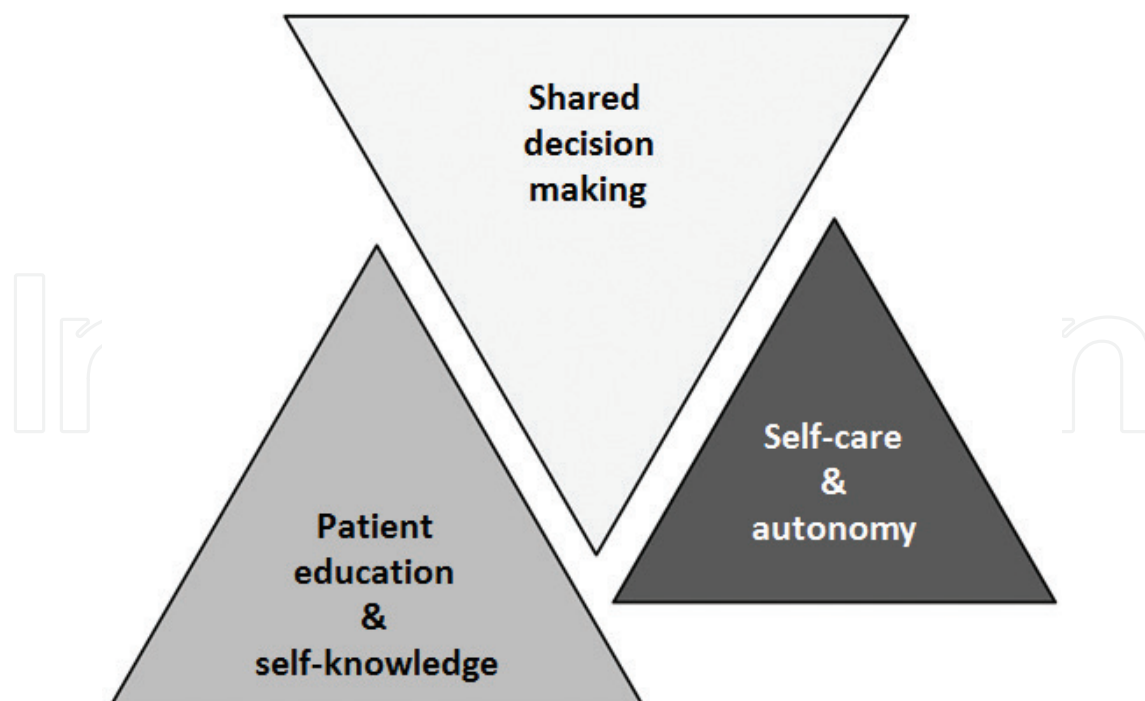 Shared
decision
making
Self-care
&
autonomy
Patient
education
&
self-knowledge